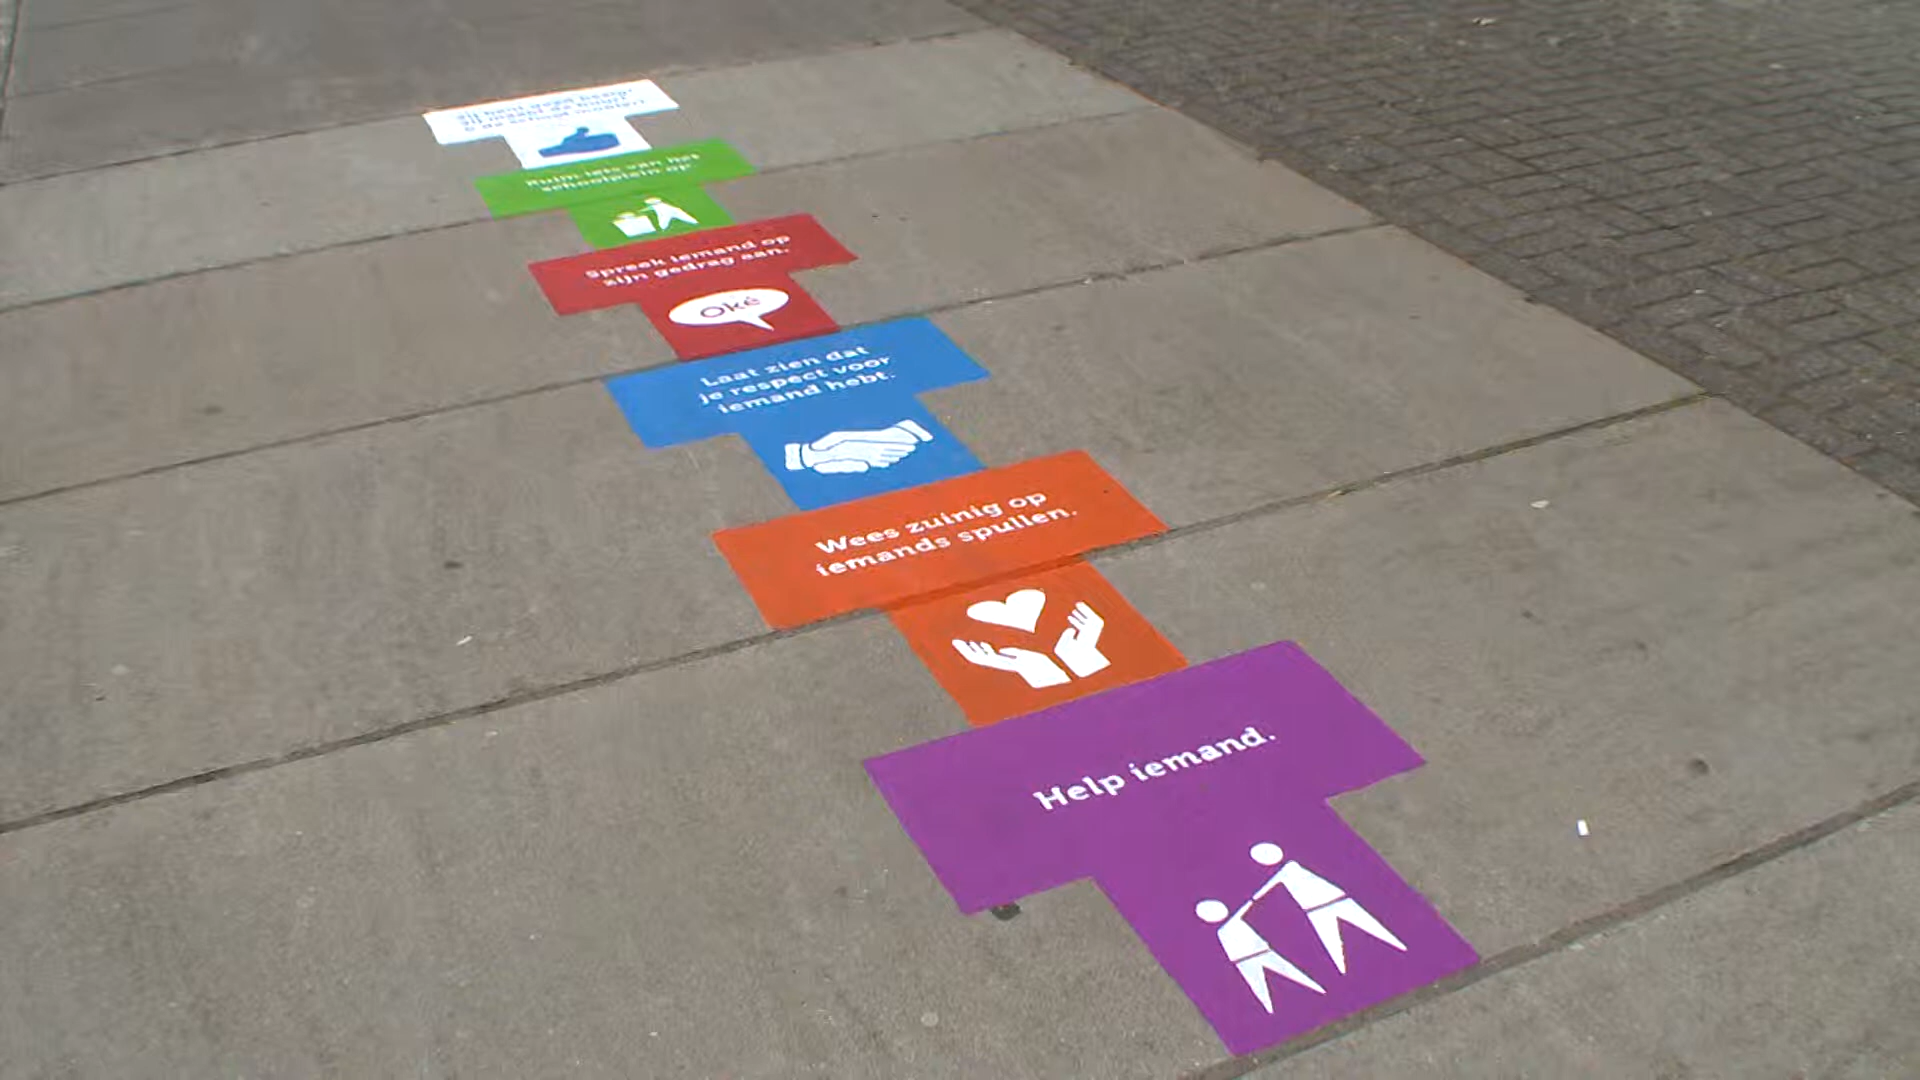 Ruim iets van het
schoolplein op
Spreek iemand op
zijn gedrag aan.
Oké
Laat zien dat
je respect voor
iemand hebt.
Wees zuinig op
iemands spullen.
Help iemand.